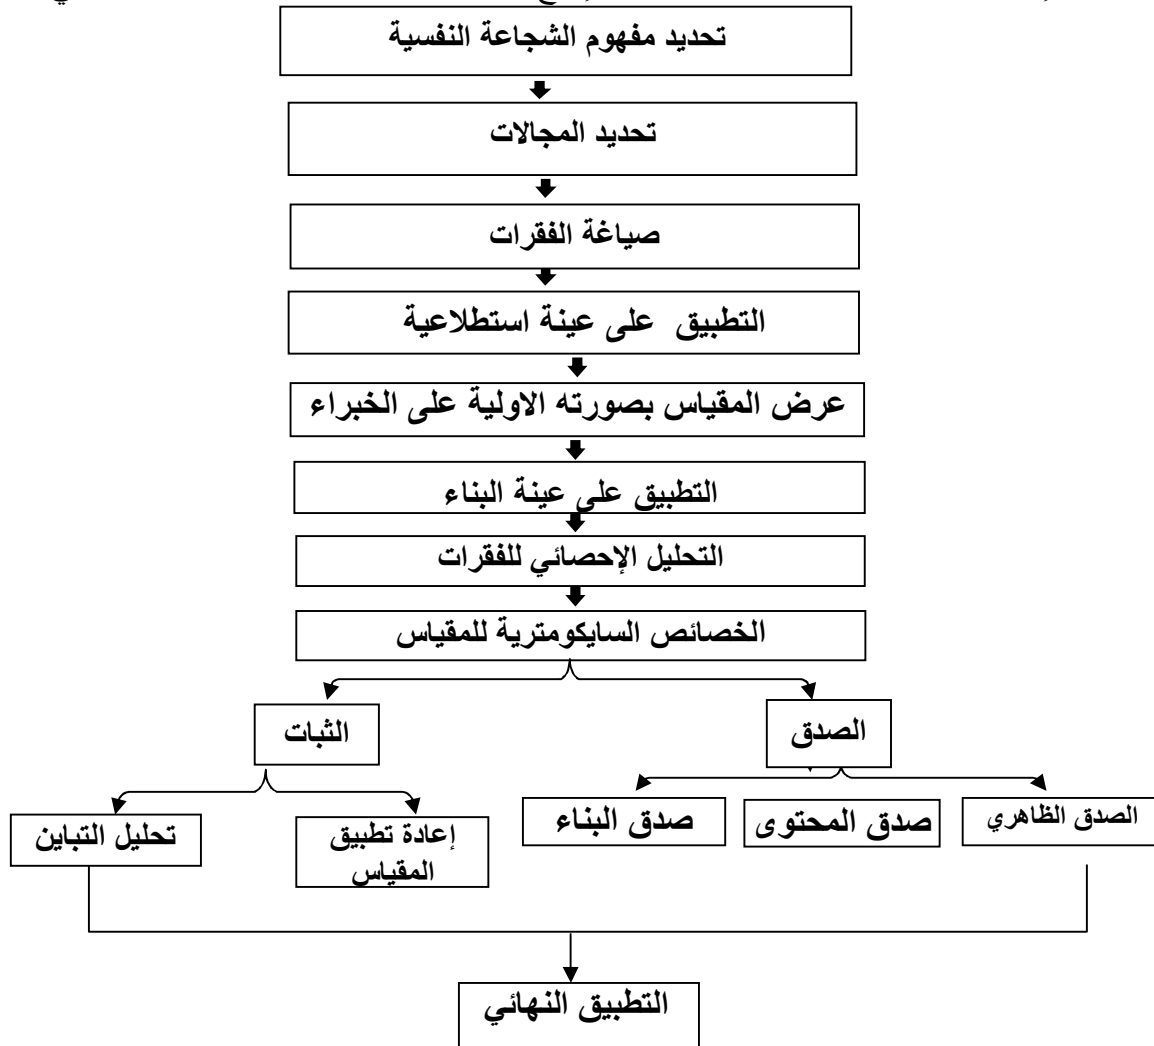 تحديد مفهوم الشجاعة النفسية
تحديد المجالات
صياغة الفقرات
التطبيق على عينة استطلاعية
عرض المقياس بصورته الاولية على الخبراء
التطبيق على عينة البناء
التحليل الإحصائي للفقرات
الخصائص السايكومترية للمقياس
الصدق
الثبات
الصدق الظاهري
صدق المحتوى
صدق البناء
إعادة تطبيق
المقياس
تحليل التباين
التطبيق النهائي